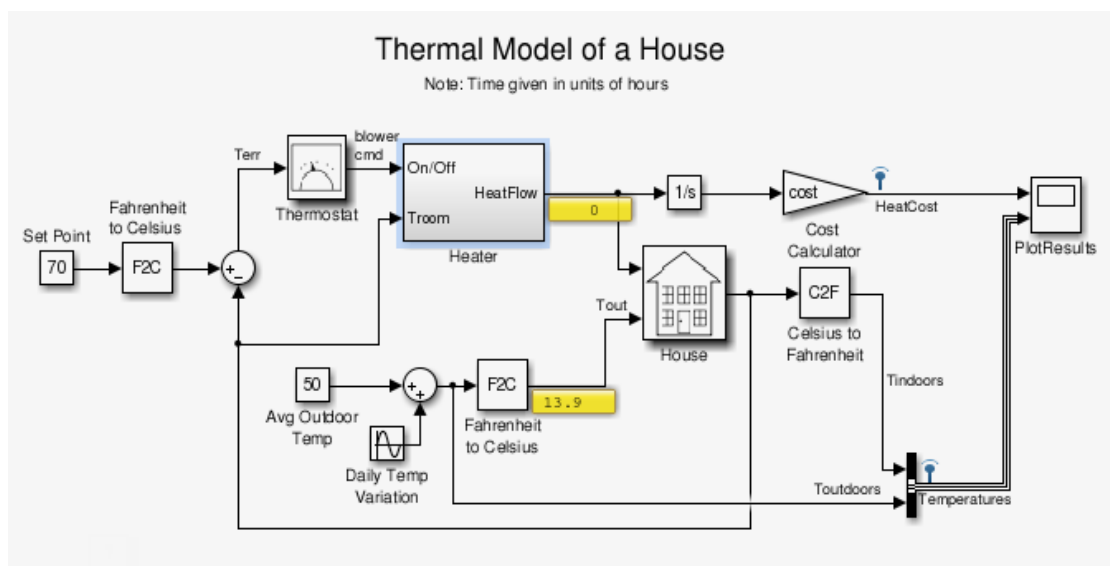 Thermal Model of a House
Note: Time given in units of hours
blower
cmd
Terr
On/Off
HeatFlow
Troom
0
1/s
cost
HeatCost
Thermostat
Heater
Cost
Calculator
PlotResults
Fahrenheit
to Celsius
Set Point
70
F2C
+
−
Tout
House
C2F
Celsius to
Fahrenheit
Tindoors
50
+
+
F2C
13.9
Avg Outdoor
Temp
Fahrenheit
to Celsius
Daily Temp
Variation
Toutdoors
Temperatures